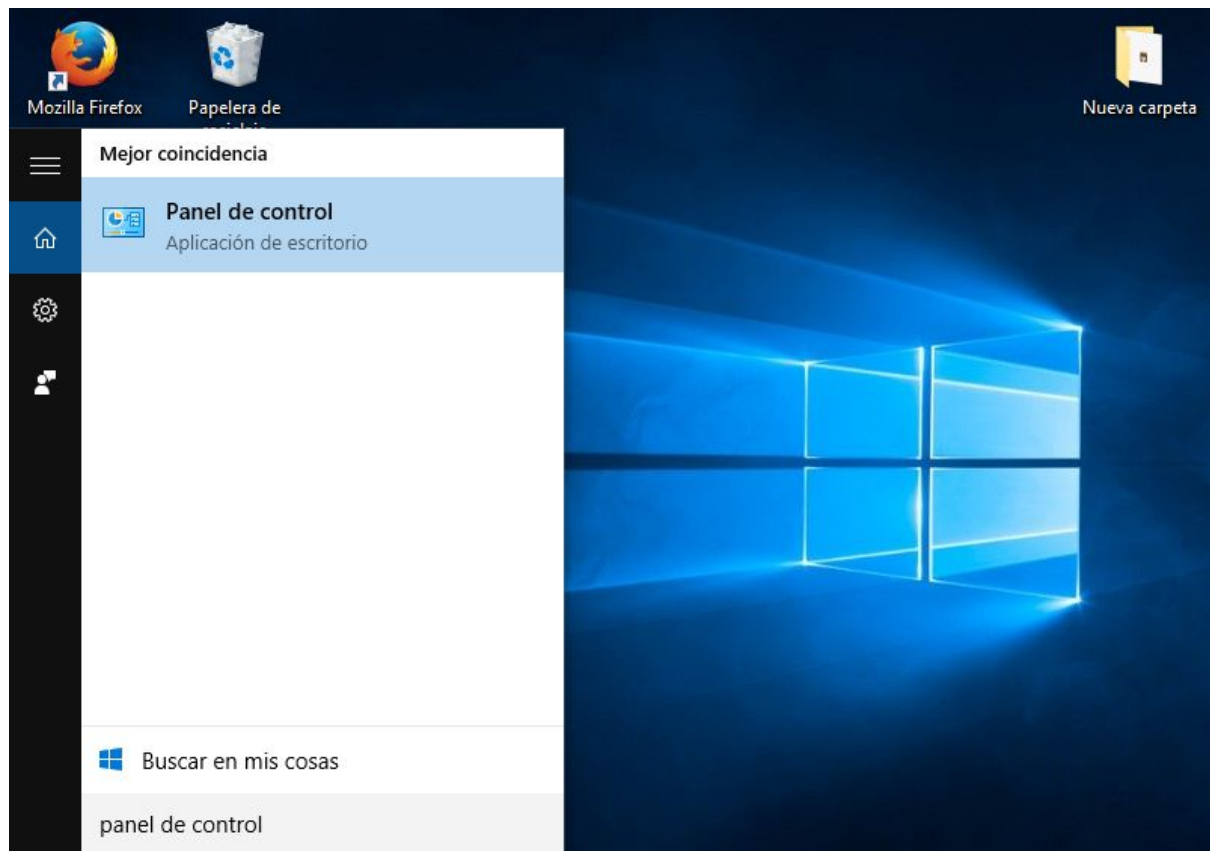 Mozilla Firefox
Papelera de
Nueva carpeta
Mejor coincidencia
Panel de control
Aplicación de escritorio
Buscar en mis cosas
panel de control